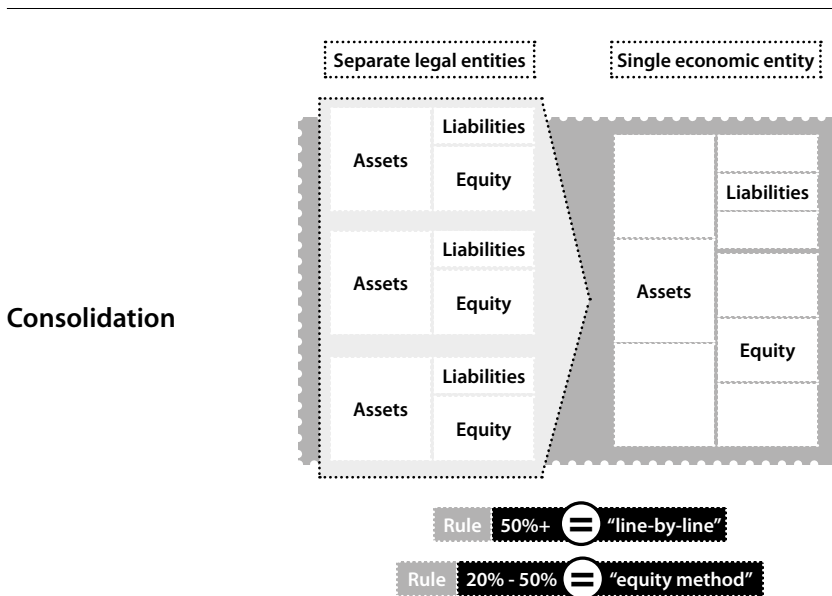 Separate legal entities
Single economic entity
Consolidation
Assets
Liabilities
Equity
Assets
Liabilities
Equity
Assets
Liabilities
Equity
Assets
Liabilities
Equity
Rule 50%+ = “line-by-line”
Rule 20% - 50% = “equity method”